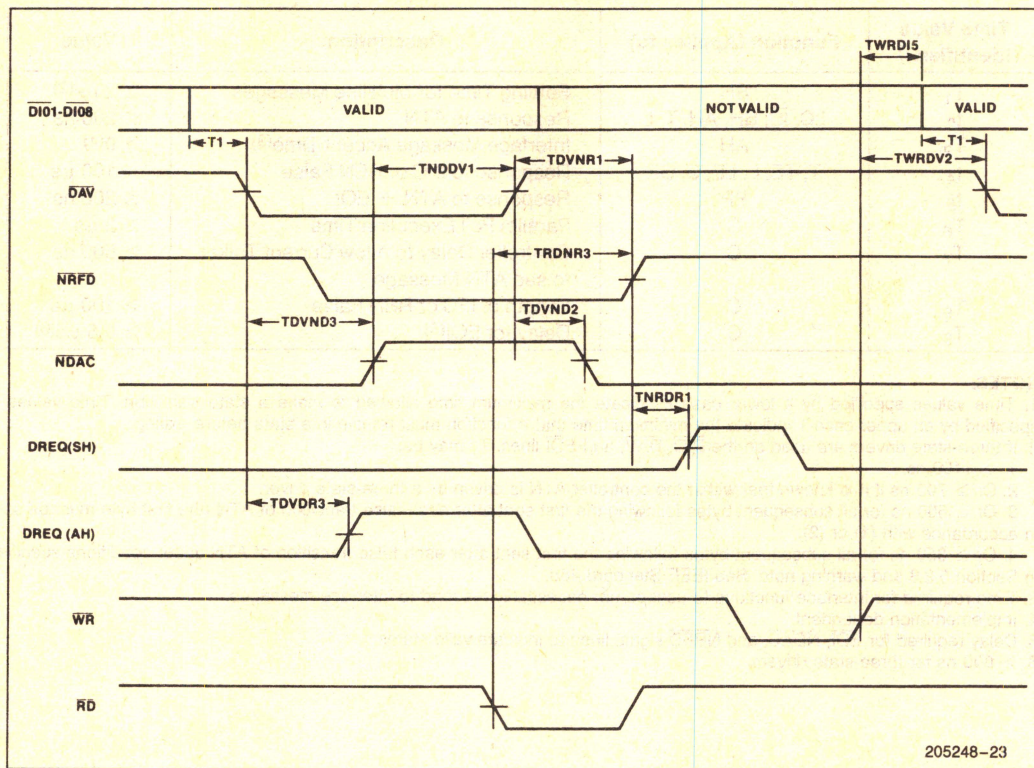 TWRDI5
DI01-DI08
VALID
NOT VALID
VALID
T1
TNDDV1
TDVNR1
T1
TWRDV2
DAV
TRDNR3
NRFD
TDVND3
TDVND2
NDAC
TNRDR1
DREQ(SH)
TDVDR3
DREQ (AH)
WR
RD
205248-23